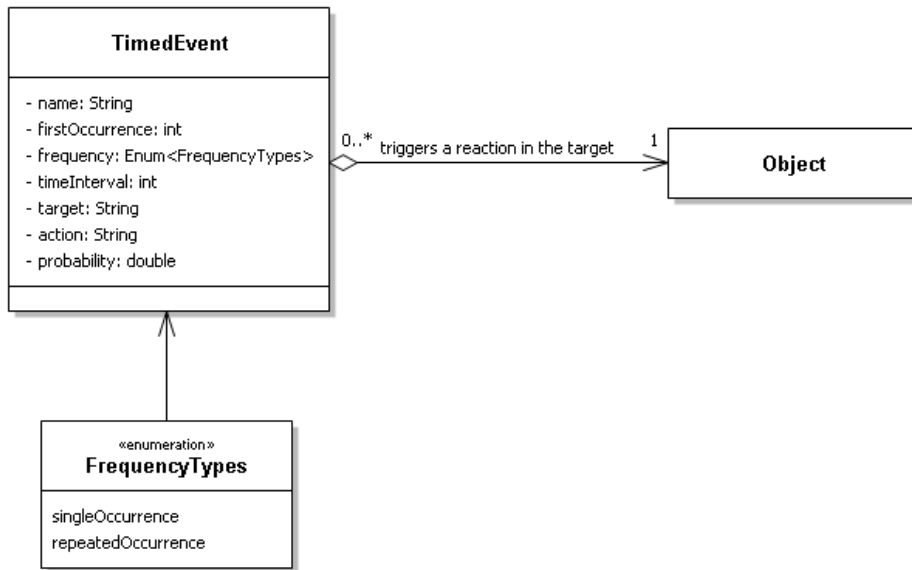 TimedEvent
- name: String
- firstOccurrence: int
- frequency: Enum<FrequencyTypes>
- timeInterval: int
- target: String
- action: String
- probability: double
0..* triggers a reaction in the target 1
Object
«enumeration»
FrequencyTypes
singleOccurrence
repeatedOccurrence